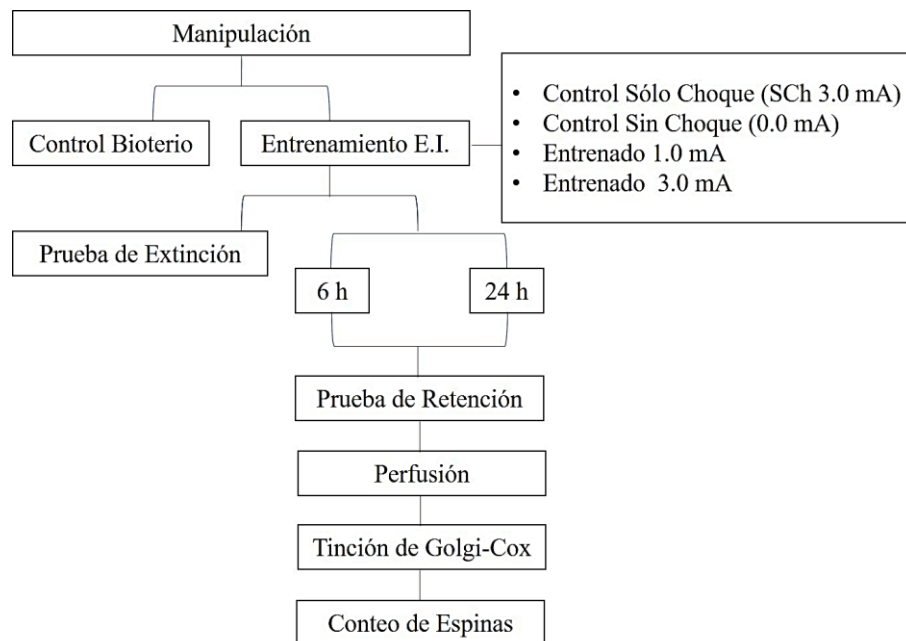 Manipulación
• Control Sólo Choque (SCh 3.0 mA)
• Control Sin Choque (0.0 mA)
• Entrenado 1.0 mA
• Entrenado 3.0 mA
Control Bioterio
Entrenamiento E.I.
Prueba de Extinción
6 h
24 h
Prueba de Retención
Perfusión
Tinción de Golgi-Cox
Conteo de Espinas